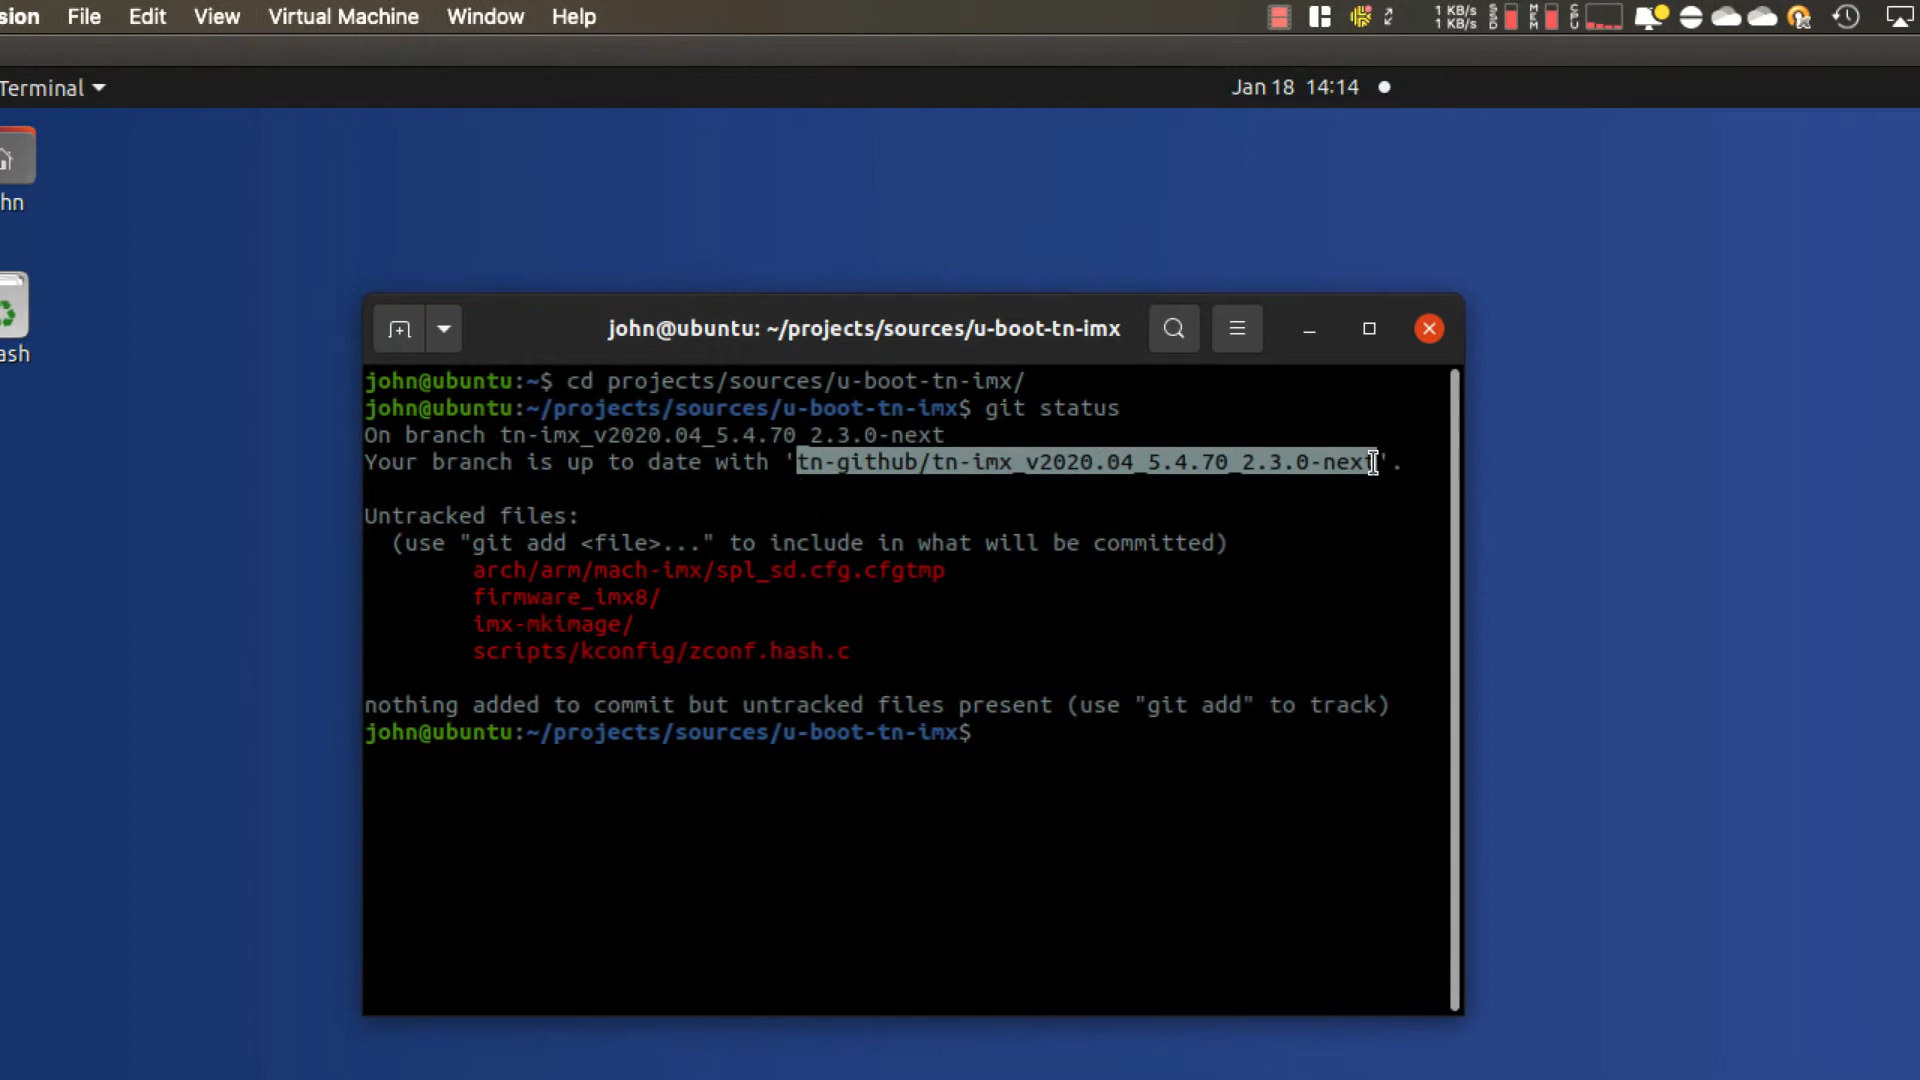 sion File Edit View Virtual Machine Window Help
1 KB/s
1 KB/s
SSD
MEM
CPU
Terminal
Jan 18 14:14
hn
ash
john@ubuntu: ~/projects/sources/u-boot-tn-imx
john@ubuntu:~$ cd projects/sources/u-boot-tn-imx/
john@ubuntu:~/projects/sources/u-boot-tn-imx$ git status
On branch tn-imx_v2020.04_5.4.70_2.3.0-next
Your branch is up to date with 'tn-github/tn-imx_v2020.04_5.4.70_2.3.0-next'.
Untracked files:
(use "git add <file>..." to include in what will be committed)
arch/arm/mach-imx/spl_sd.cfg.cfgtmp
firmware_imx8/
imx-mkimage/
scripts/kconfig/zconf.hash.c
nothing added to commit but untracked files present (use "git add" to track)
john@ubuntu:~/projects/sources/u-boot-tn-imx$